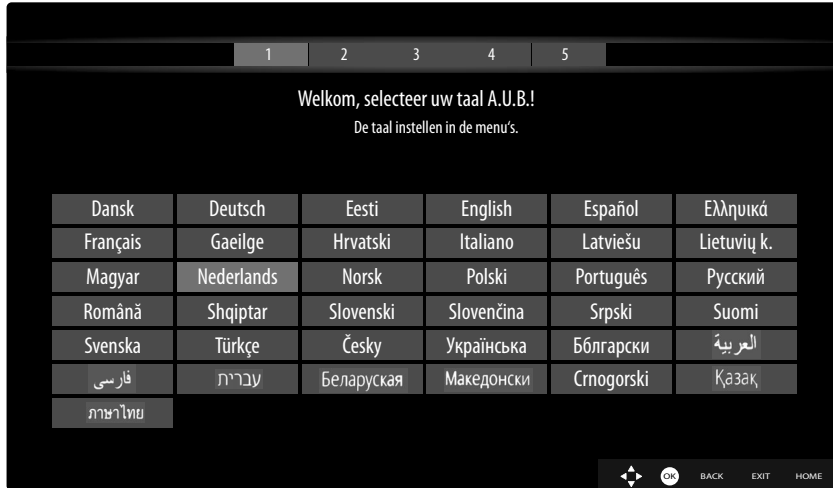 1 2 3 4 5
Welkom, selecteer uw taal A.U.B.!
De taal instellen in de menu's.
Dansk Deutsch Eesti English Español Ελληυικά
Français Gaeilge Hrvatski Italiano Latviešu Lietuvių k.
Magyar Nederlands Norsk Polski Português Русский
Română Shqiptar Slovenski Slovenčina Srpski Suomi
Svenska Türkçe Česky Українська Бблгарски العربية
فارسی עברית Беларуская Македонски Crnogorski Қазақ
ภาษาไทย
OK BACK EXIT HOME